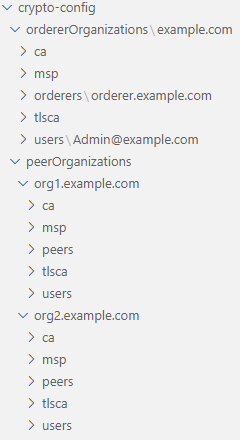 crypto-config
ordererOrganizations\example.com
ca
msp
orderers\orderer.example.com
tlsca
users\Admin@example.com
peerOrganizations
org1.example.com
ca
msp
peers
tlsca
users
org2.example.com
ca
msp
peers
tlsca
users